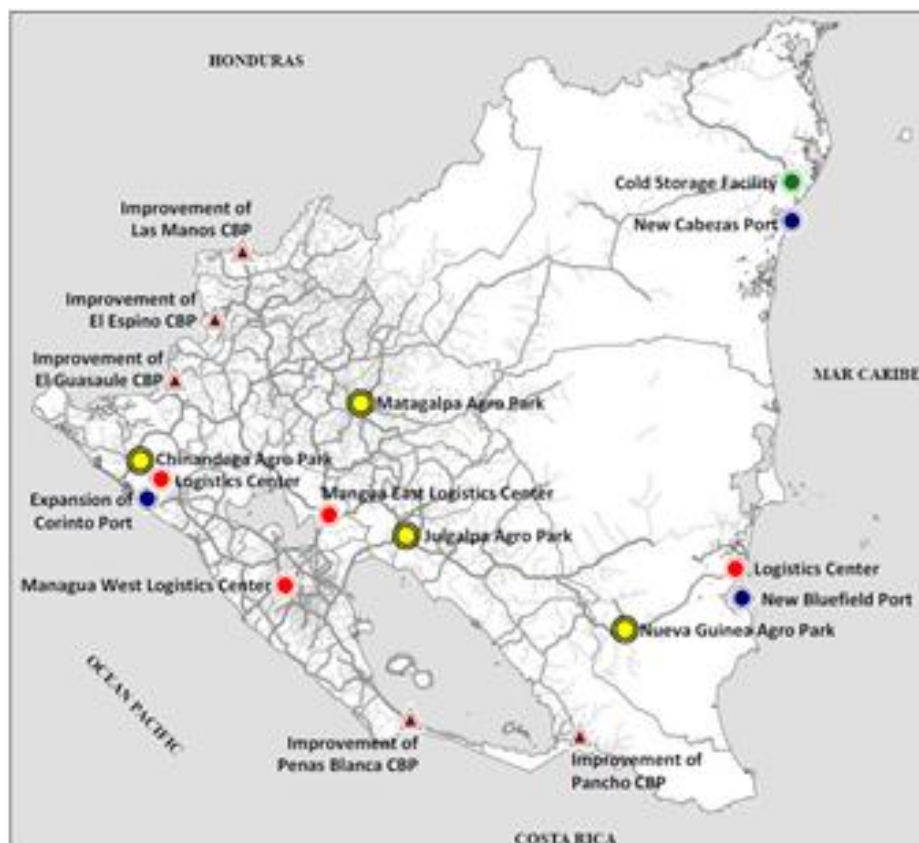 HONDURAS
Cold Storage Facility
Improvement of
Las Manos CBP
New Cabezas Port
Improvement of
El Espino CBP
Improvement of
El Guasaule CBP
MAR CARIBE
Matagalpa Agro Park
Chinandega Agro Park
Logistics Center
Mangua East Logistics Center
Expansion of
Corinto Port
Juigalpa Agro Park
Logistics Center
Managua West Logistics Center
New Bluefield Port
Nueva Guinea Agro Park
OCEAN PACIFIC
Improvement of
Penas Blanca CBP
Improvement of
Pancho CBP
COSTA RICA